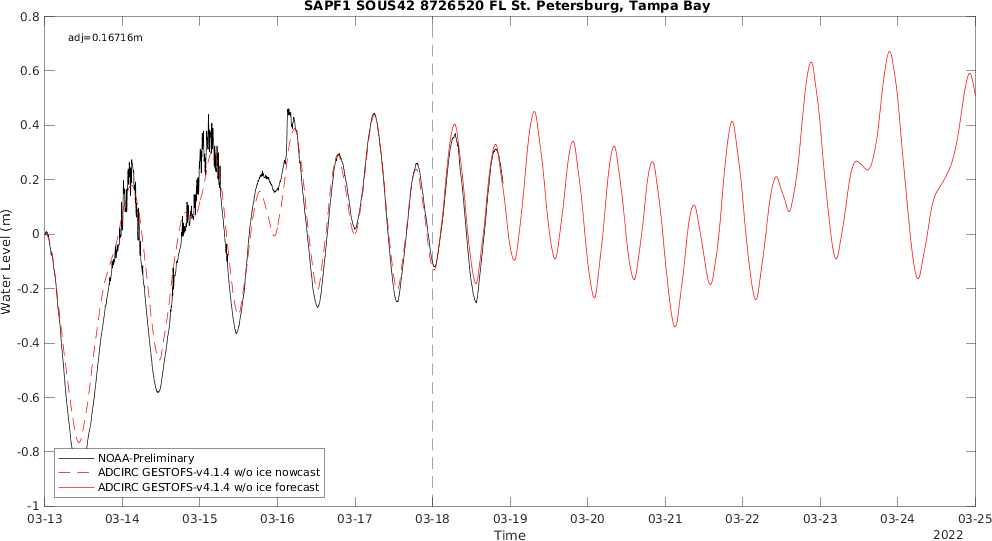 SAPF1 SOUS42 8726520 FL St. Petersburg, Tampa Bay
adj=0.16716m
0.8
0.6
0.4
0.2
0
-0.2
-0.4
-0.6
-0.8
-1
Water Level (m)
NOAA-Preliminary
ADCIRC GESTOFS-v4.1.4 w/o ice nowcast
ADCIRC GESTOFS-v4.1.4 w/o ice forecast
03-13 03-14 03-15 03-16 03-17 03-18 03-19 03-20 03-21 03-22 03-23 03-24 03-25
Time
2022